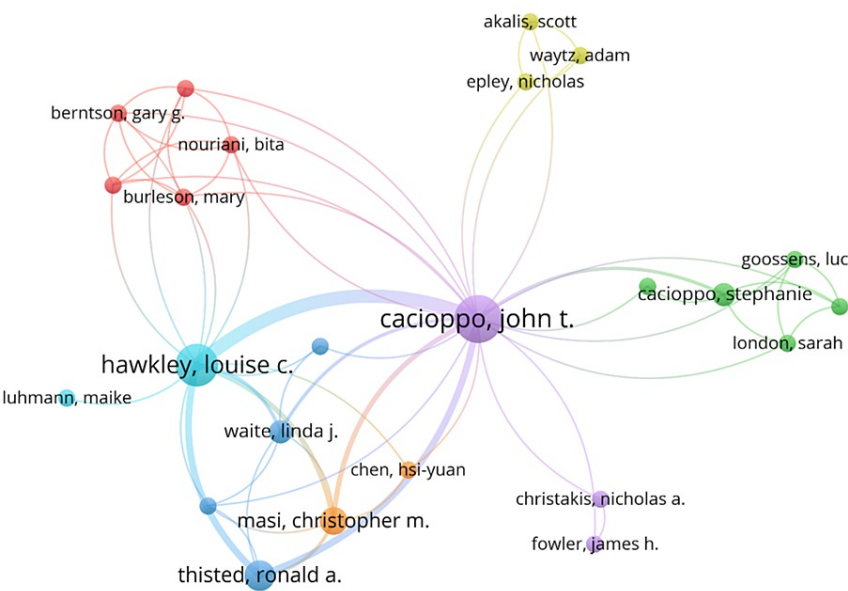 akalis, scott
waytz, adam
epley, nicholas
berntson, gary g.
nouriani, bita
burleson, mary
goossens, luc
cacioppo, stephanie
cacioppo, john t.
london, sarah
hawkley, louise c.
luhmann, maike
waite, linda j.
chen, hsi-yuan
christakis, nicholas a.
masi, christopher m.
fowler, james h.
thisted, ronald a.